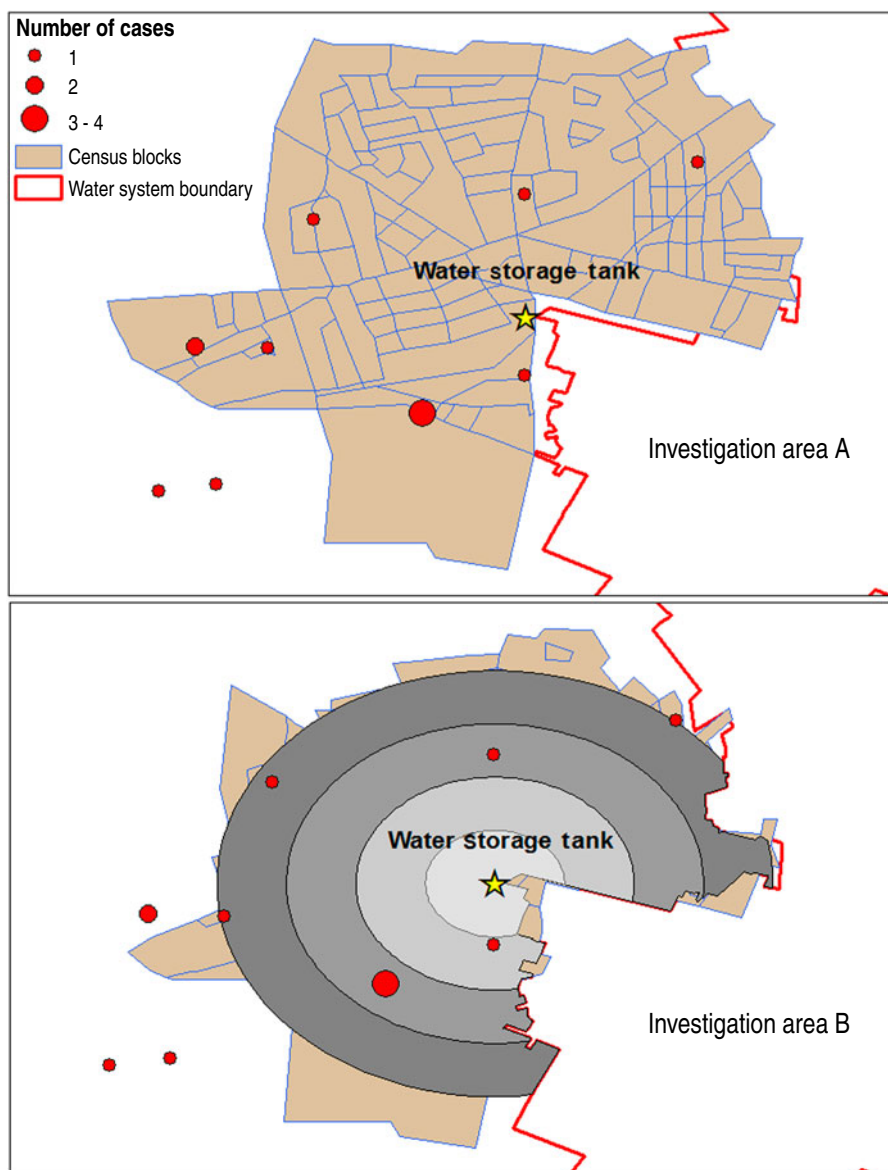 Number of cases
1
2
3 - 4
Census blocks
Water system boundary
Water storage tank
Investigation area A
Water storage tank
Investigation area B